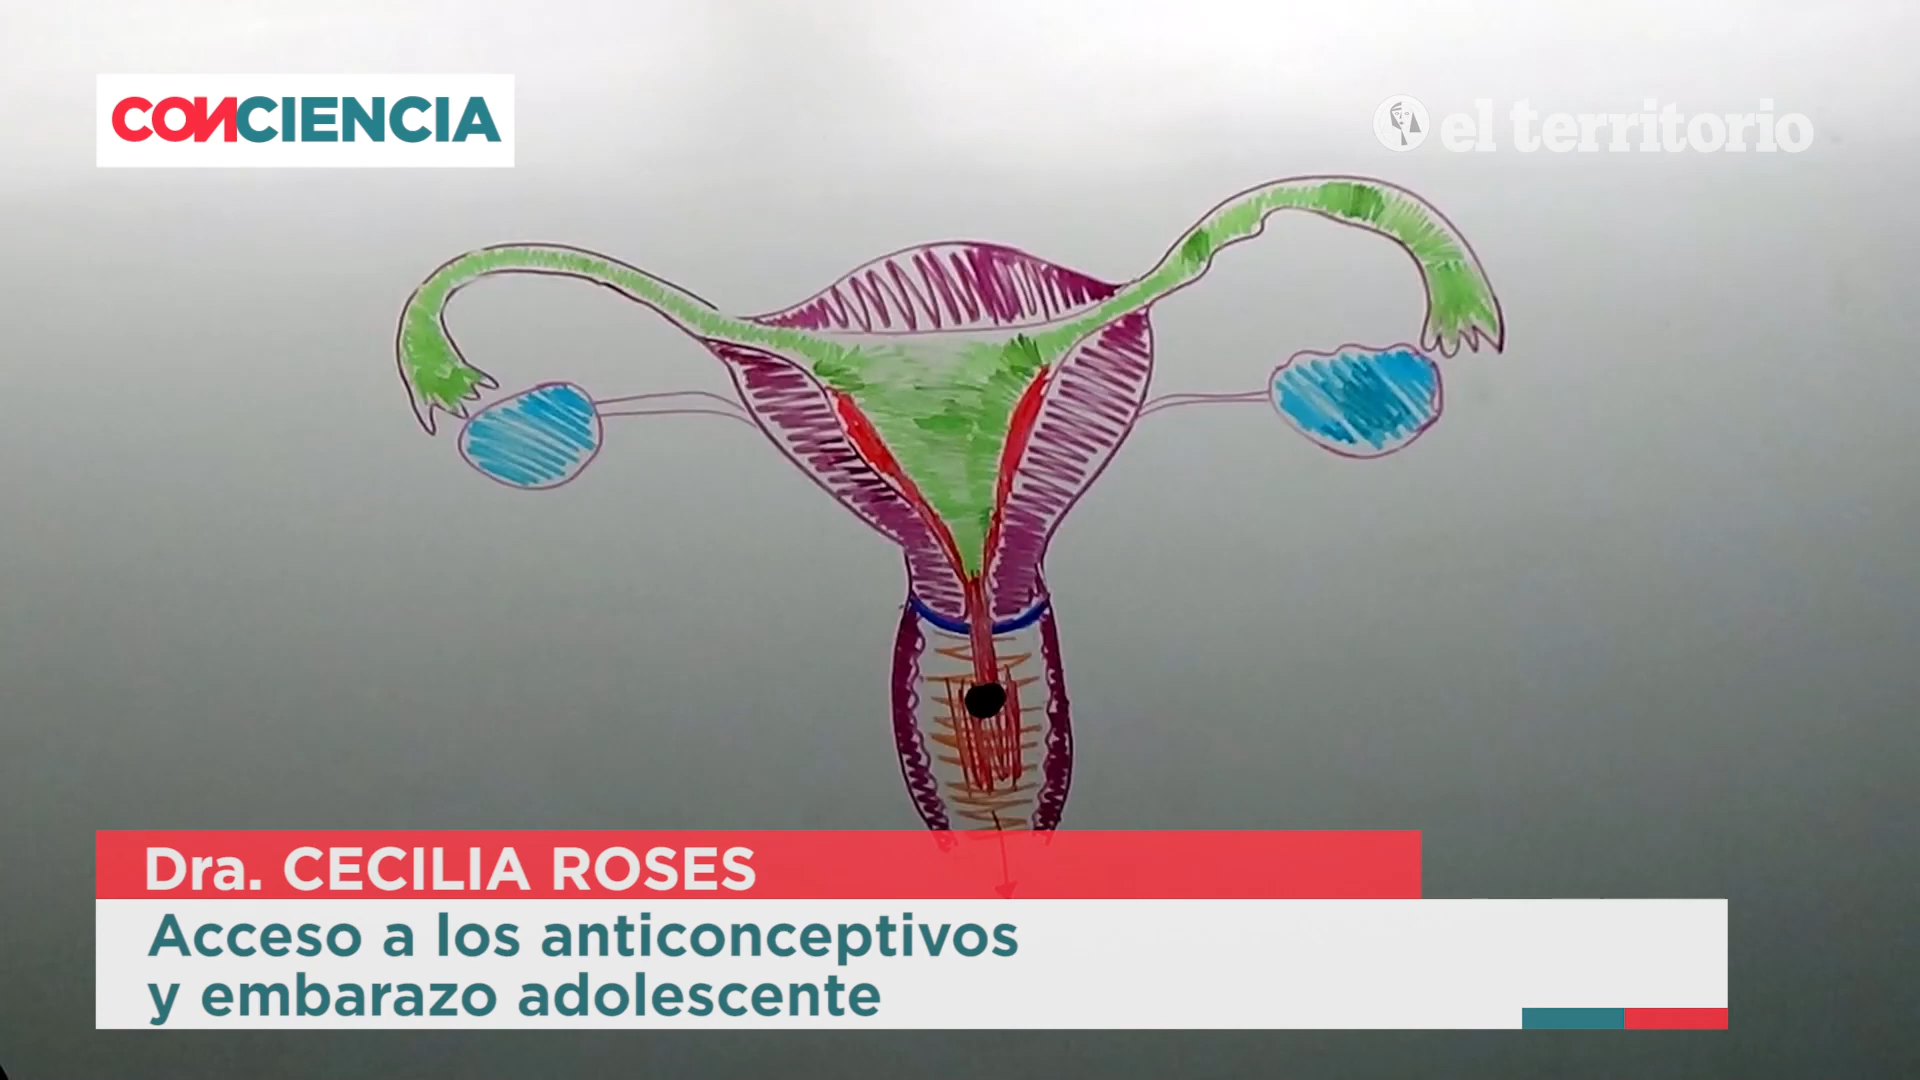 CONCIENCIA
el territorio
Dra. CECILIA ROSES
Acceso a los anticonceptivos
y embarazo adolescente